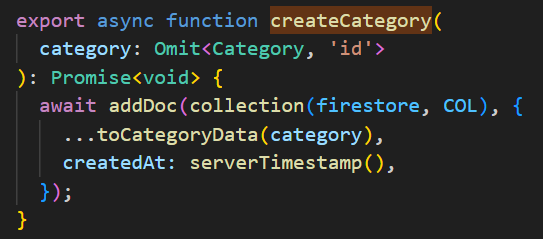 export async function createCategory(
  category: Omit<Category, 'id'>
): Promise<void> {
  await addDoc(collection(firestore, COL), {
    ...toCategoryData(category),
    createdAt: serverTimestamp(),
  });
}